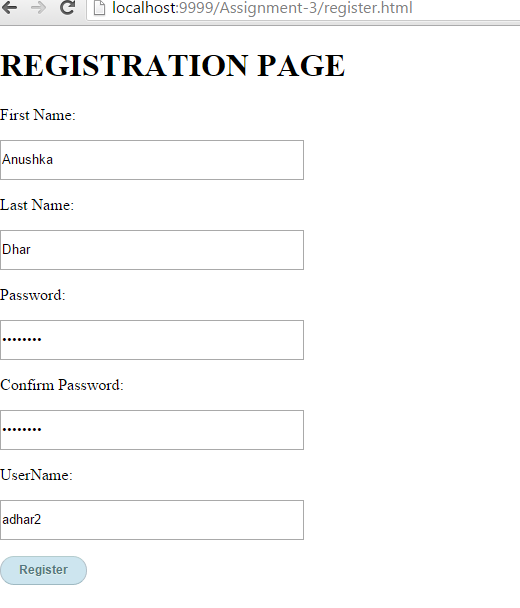 localhost:9999/Assignment-3/register.html
REGISTRATION PAGE
First Name:
Anushka
Last Name:
Dhar
Password:
••••••••
Confirm Password:
••••••••
UserName:
adhar2
Register